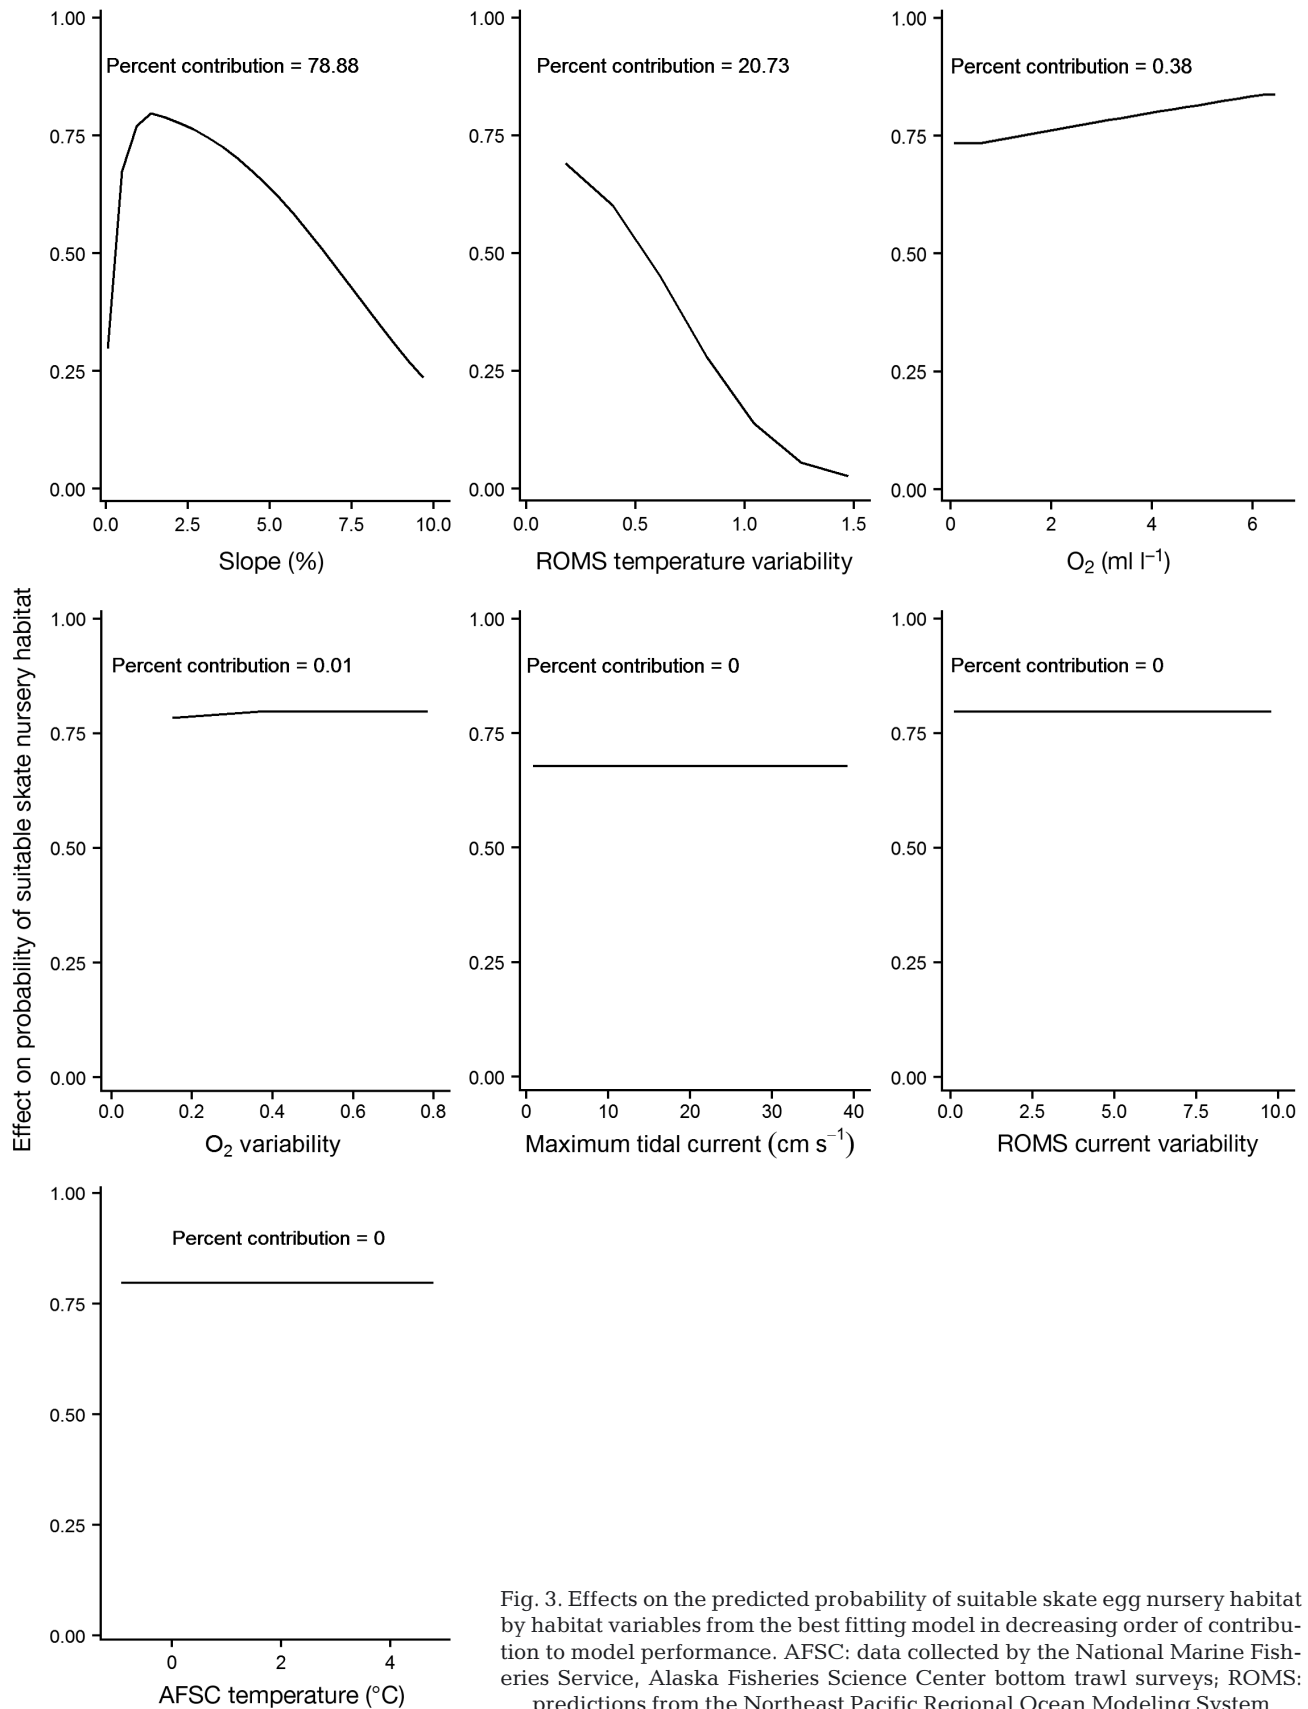 1.00
Percent contribution = 78.88
0.75
0.50
0.25
0.00
0.0 2.5 5.0 7.5 10.0
Slope (%)
1.00
Percent contribution = 20.73
0.75
0.50
0.25
0.00
0.0 0.5 1.0 1.5
ROMS temperature variability
1.00
Percent contribution = 0.38
0.75
0.50
0.25
0.00
0 2 4 6
O₂ (ml l⁻¹)
Effect on probability of suitable skate nursery habitat
1.00
Percent contribution = 0.01
0.75
0.50
0.25
0.00
0.0 0.2 0.4 0.6 0.8
O₂ variability
1.00
Percent contribution = 0
0.75
0.50
0.25
0.00
0 10 20 30 40
Maximum tidal current (cm s⁻¹)
1.00
Percent contribution = 0
0.75
0.50
0.25
0.00
0.0 2.5 5.0 7.5 10.0
ROMS current variability
1.00
Percent contribution = 0
0.75
0.50
0.25
0.00
0 2 4
AFSC temperature (°C)
Fig. 3. Effects on the predicted probability of suitable skate egg nursery habitat
by habitat variables from the best fitting model in decreasing order of contribu-
tion to model performance. AFSC: data collected by the National Marine Fish-
eries Service, Alaska Fisheries Science Center bottom trawl surveys; ROMS:
predictions from the Northeast Pacific Regional Ocean Modeling System